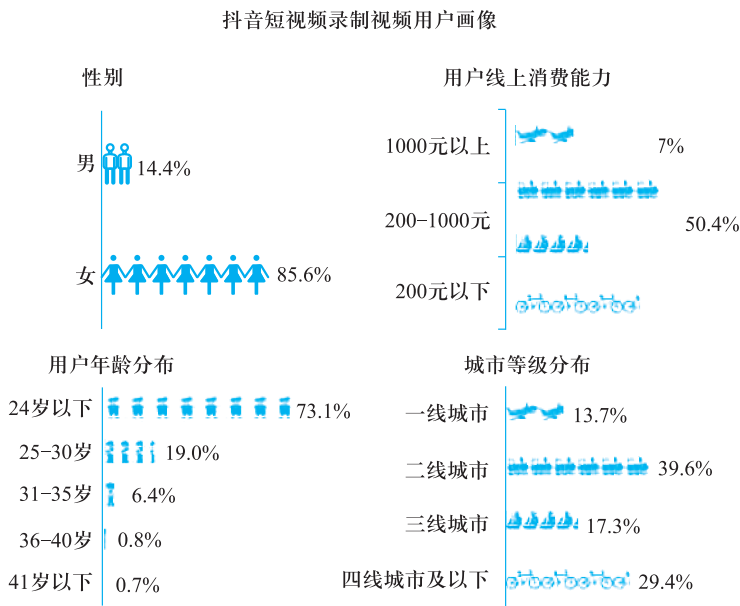 抖音短视频录制视频用户画像
性别
男 14.4%
女 85.6%
用户线上消费能力
1000元以上 7%
200-1000元 50.4%
200元以下
用户年龄分布
24岁以下 73.1%
25-30岁 19.0%
31-35岁 6.4%
36-40岁 0.8%
41岁以下 0.7%
城市等级分布
一线城市 13.7%
二线城市 39.6%
三线城市 17.3%
四线城市及以下 29.4%